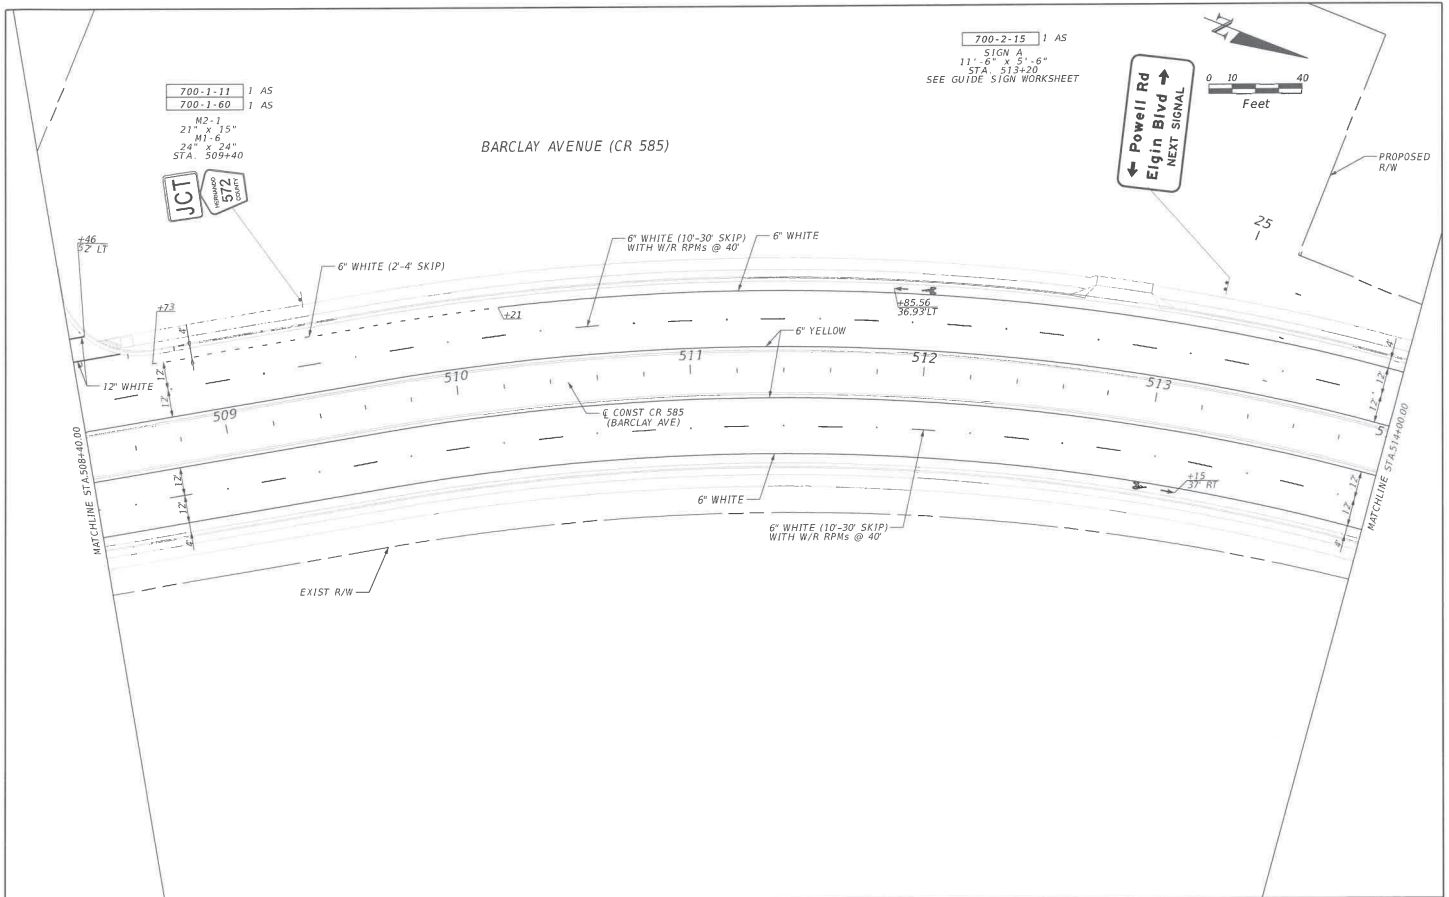 700-1-11 1 AS
700-1-60 1 AS
M2-1
21" x 15"
M1-6
24" x 24"
STA. 509+40
JCT
HERNANDO
572
COUNTY
BARCLAY AVENUE (CR 585)
700-2-15 1 AS
SIGN A
11'-6" x 5'-6"
STA. 513+20
SEE GUIDE SIGN WORKSHEET
← Powell Rd
Elgin Blvd →
NEXT SIGNAL
N
0 10 40
Feet
PROPOSED
R/W
25
+46
52' LT
+73
6" WHITE (2'-4' SKIP)
6" WHITE (10'-30' SKIP)
WITH W/R RPMs @ 40'
6" WHITE
+21
+85.56
36.93' LT
6" YELLOW
12" WHITE
4'
12'
12'
509
510
511
512
513
5
℄ CONST CR 585
(BARCLAY AVE)
4'
12'
12'
MATCHLINE STA.508+40.00
MATCHLINE STA.514+00.00
12'
12'
4'
6" WHITE
6" WHITE (10'-30' SKIP)
WITH W/R RPMs @ 40'
+15
37' RT
12'
12'
4'
EXIST R/W